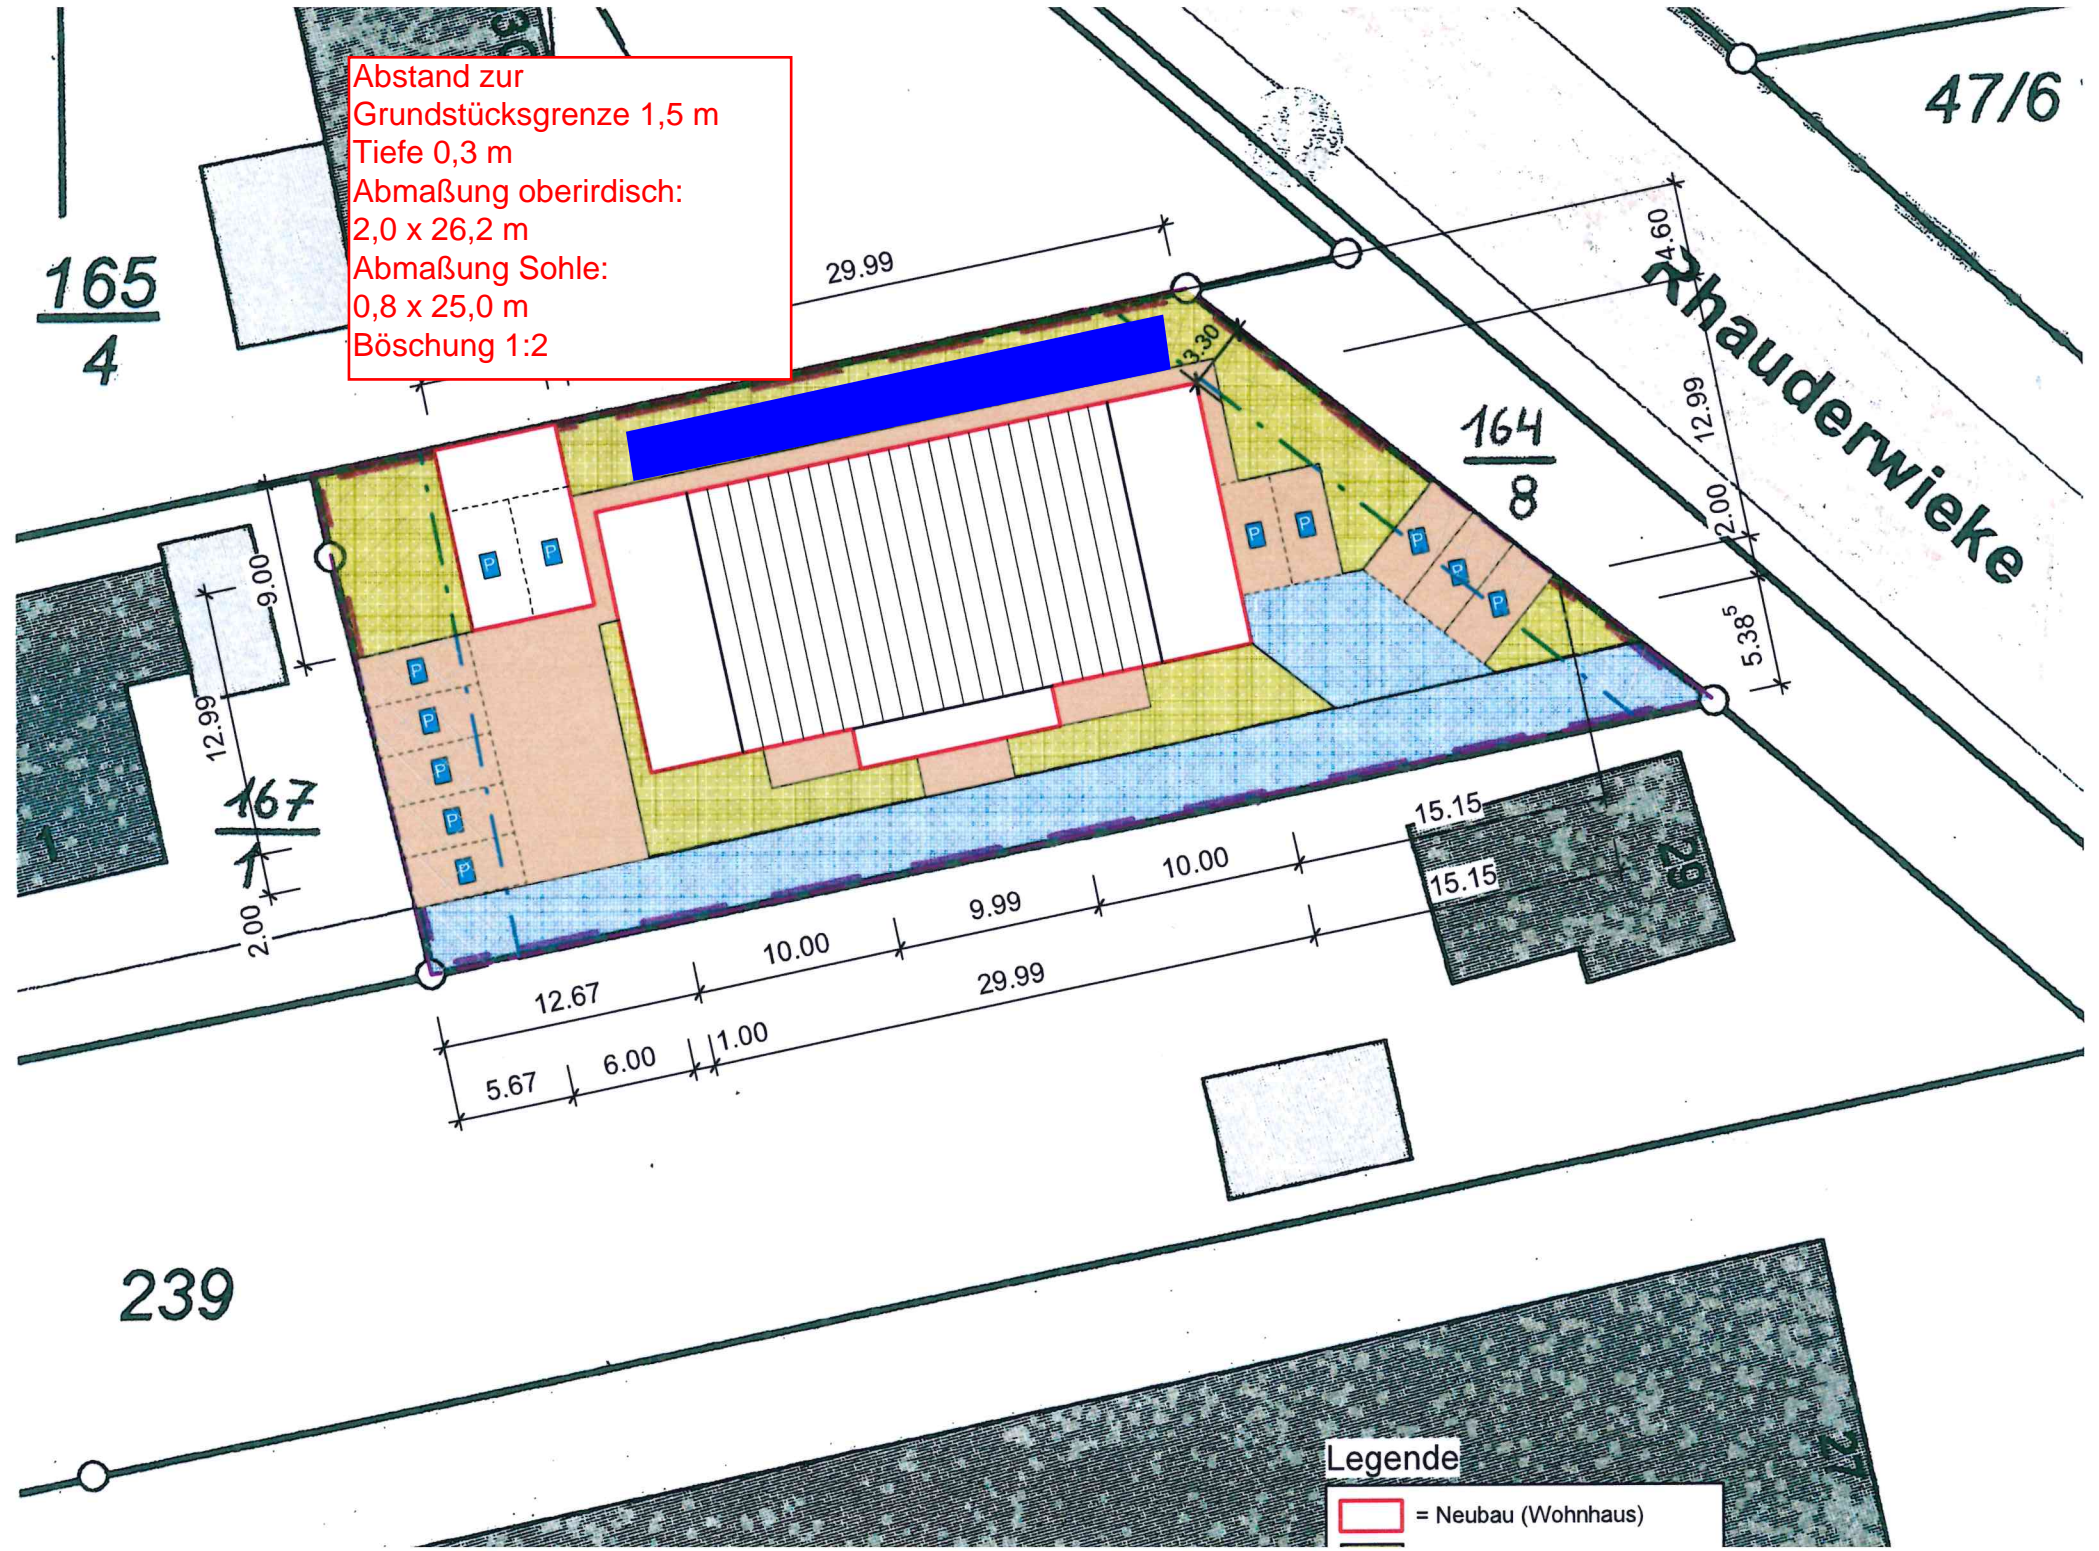 30
Abstand zur
Grundstücksgrenze 1,5 m
Tiefe 0,3 m
Abmaßung oberirdisch:
2,0 x 26,2 m
Abmaßung Sohle:
0,8 x 25,0 m
Böschung 1:2
47/6
165
4
29.99
4.60
Rhauderwieke
3.30
12.99
164
8
2.00
5.38⁵
9.00
12.99
P
P
P
P
P
P
P
P
P
P
P
P
167
1
1
2.00
15.15
15.15
29
10.00
9.99
10.00
12.67
29.99
1.00
6.00
5.67
239
27
Legende
= Neubau (Wohnhaus)